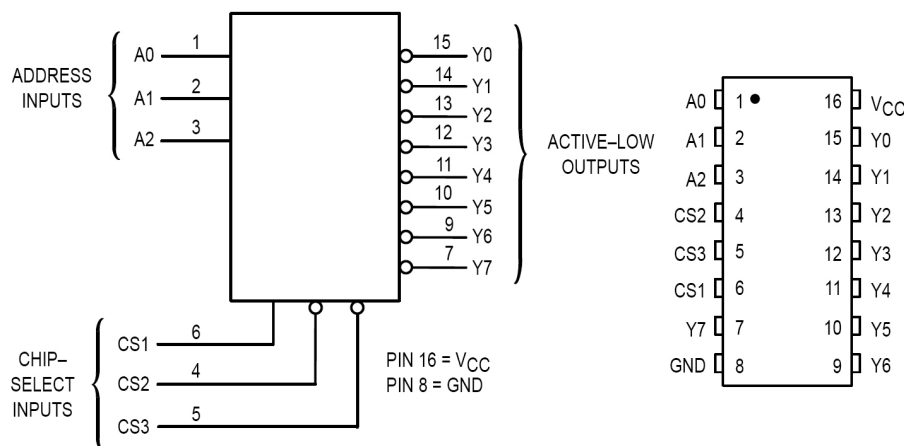 ADDRESS
INPUTS
A0 1
A1 2
A2 3
15 Y0
14 Y1
13 Y2
12 Y3
11 Y4
10 Y5
9 Y6
7 Y7
ACTIVE–LOW
OUTPUTS
CHIP–
SELECT
INPUTS
CS1 6
CS2 4
CS3 5
PIN 16 = VCC
PIN 8 = GND
A0 1 16 VCC
A1 2 15 Y0
A2 3 14 Y1
CS2 4 13 Y2
CS3 5 12 Y3
CS1 6 11 Y4
Y7 7 10 Y5
GND 8 9 Y6